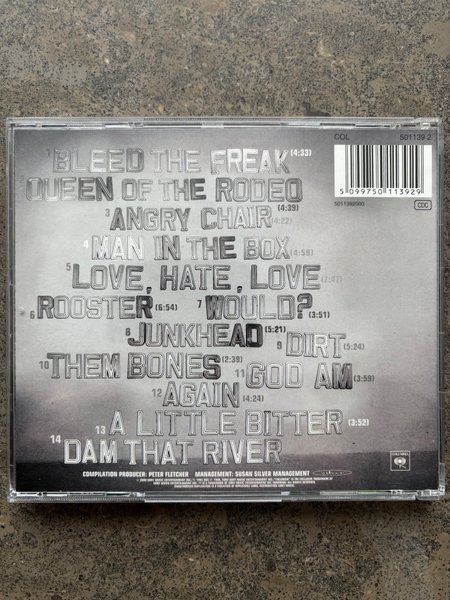 COL 501139 2
1 BLEED THE FREAK (4:33)
QUEEN OF THE RODEO (4:39)
3 ANGRY CHAIR (4:22)
5 099750 113929
5011392000 CDC
4 MAN IN THE BOX (4:59)
5 LOVE, HATE, LOVE (7:47)
6 ROOSTER (6:54) 7 WOULD? (3:51)
8 JUNKHEAD (5:21) 9 DIRT (5:24)
10 THEM BONES (2:39) 11 GOD AM (3:59)
12 AGAIN (4:24)
13 A LITTLE BITTER (3:52)
14 DAM THAT RIVER
COLUMBIA
COMPILATION PRODUCER: PETER FLETCHER MANAGEMENT: SUSAN SILVER MANAGEMENT